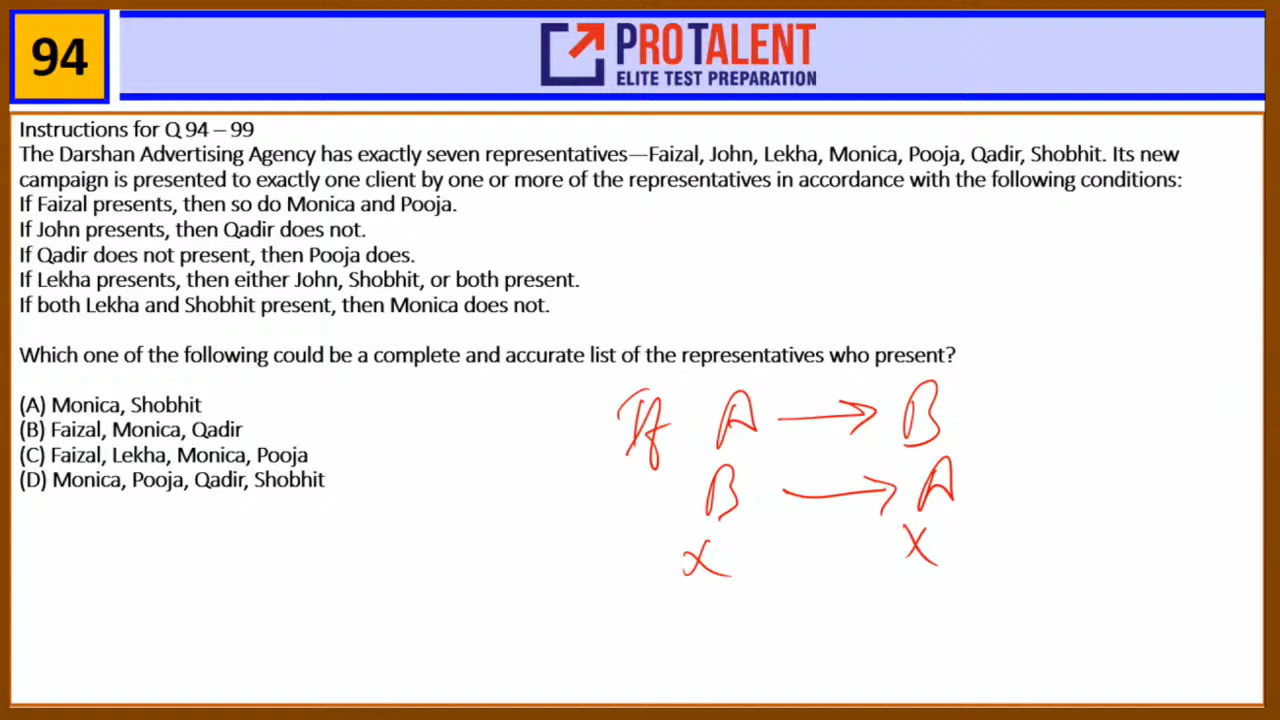 94
PROTALENT
ELITE TEST PREPARATION
Instructions for Q 94 – 99
The Darshan Advertising Agency has exactly seven representatives—Faizal, John, Lekha, Monica, Pooja, Qadir, Shobhit. Its new
campaign is presented to exactly one client by one or more of the representatives in accordance with the following conditions:
If Faizal presents, then so do Monica and Pooja.
If John presents, then Qadir does not.
If Qadir does not present, then Pooja does.
If Lekha presents, then either John, Shobhit, or both present.
If both Lekha and Shobhit present, then Monica does not.
Which one of the following could be a complete and accurate list of the representatives who present?
(A) Monica, Shobhit
(B) Faizal, Monica, Qadir
(C) Faizal, Lekha, Monica, Pooja
(D) Monica, Pooja, Qadir, Shobhit
If A → B
B → A
X X